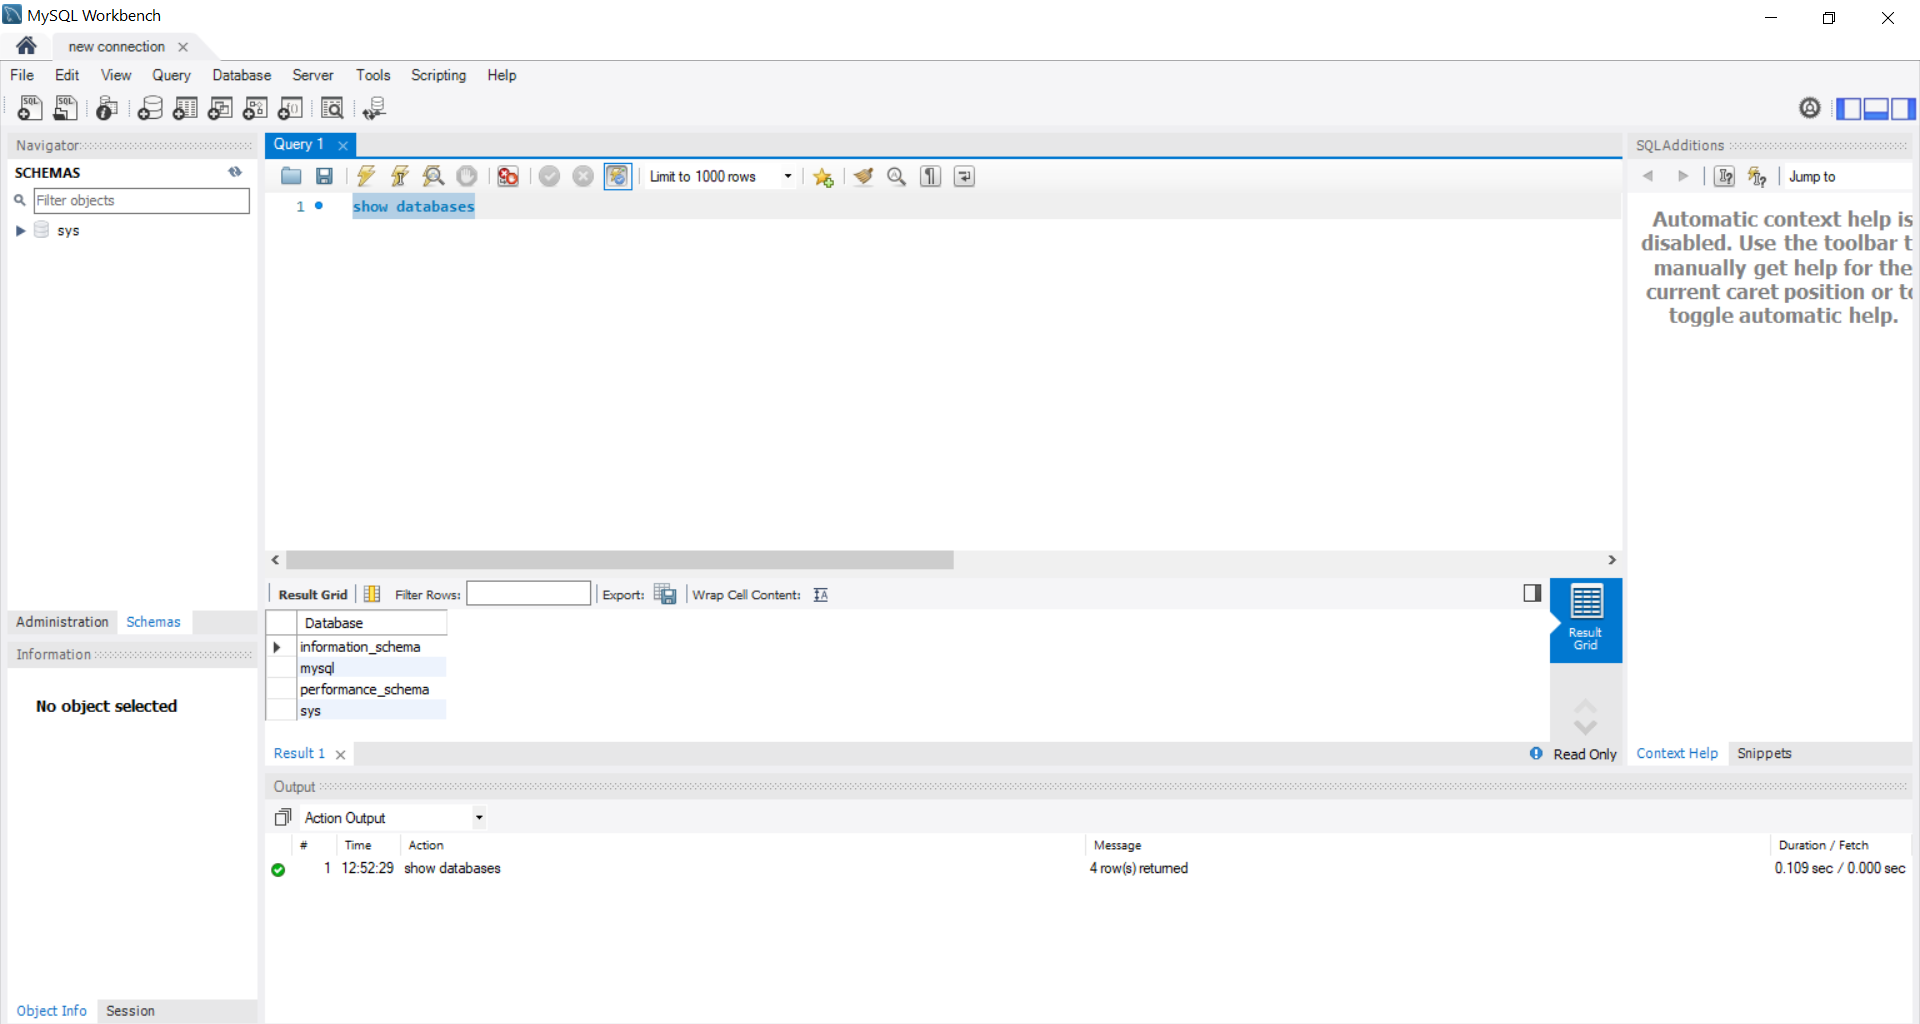 MySQL Workbench
new connection
File Edit View Query Database Server Tools Scripting Help
Navigator
SCHEMAS
Filter objects
sys
Administration Schemas
Information
No object selected
Object Info Session
Query 1
Limit to 1000 rows
1 show databases
Result Grid Filter Rows: Export: Wrap Cell Content:
Database
information_schema
mysql
performance_schema
sys
Result
Grid
Result 1
Read Only
SQLAdditions
Jump to
Automatic context help is
disabled. Use the toolbar t
manually get help for the
current caret position or to
toggle automatic help.
Context Help Snippets
Output
Action Output
# Time Action Message Duration / Fetch
1 12:52:29 show databases 4 row(s) returned 0.109 sec / 0.000 sec